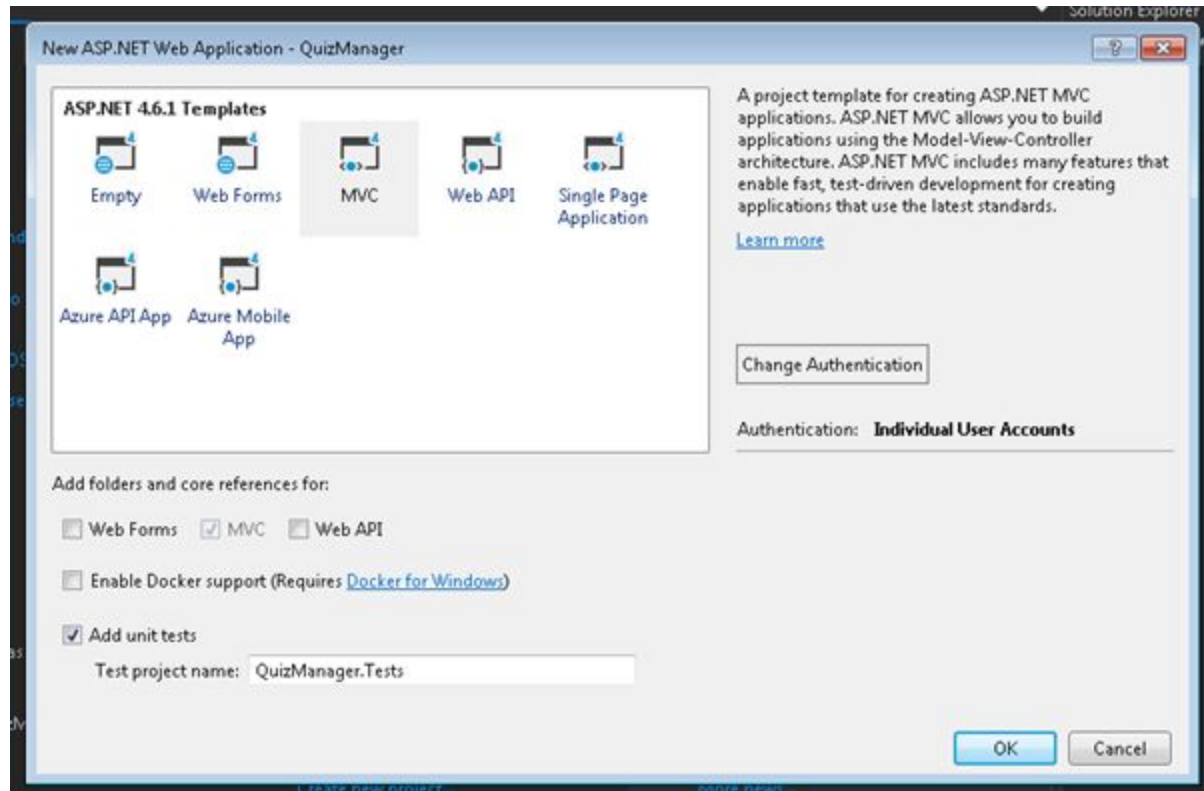 Solution Explorer
New ASP.NET Web Application - QuizManager
ASP.NET 4.6.1 Templates
Empty
Web Forms
MVC
Web API
Single Page
Application
Azure API App
Azure Mobile
App
A project template for creating ASP.NET MVC
applications. ASP.NET MVC allows you to build
applications using the Model-View-Controller
architecture. ASP.NET MVC includes many features that
enable fast, test-driven development for creating
applications that use the latest standards.
Learn more
Change Authentication
Authentication: Individual User Accounts
Add folders and core references for:
Web Forms MVC Web API
Enable Docker support (Requires Docker for Windows)
Add unit tests
Test project name: QuizManager.Tests
OK Cancel
Create new project
More news